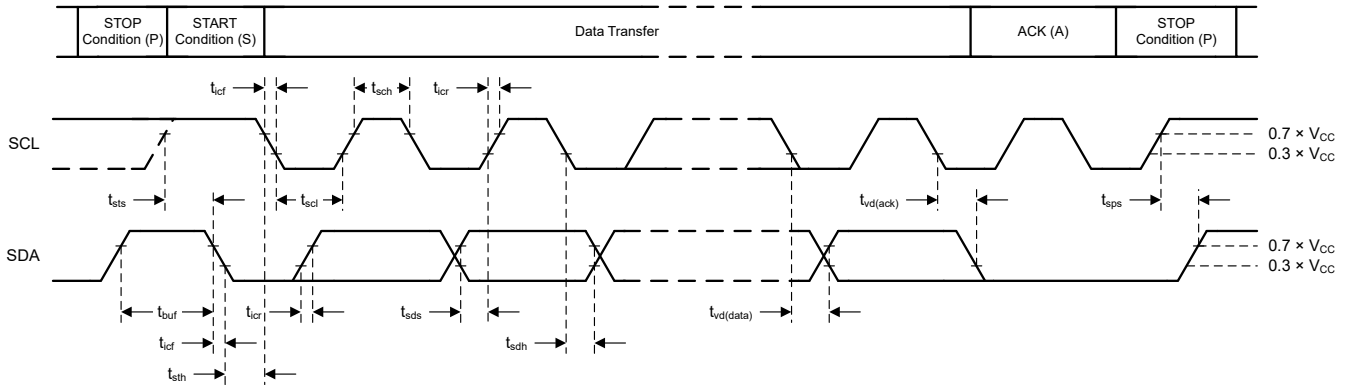 STOP
Condition (P)
START
Condition (S)
Data Transfer
ACK (A)
STOP
Condition (P)
t_icf
t_sch
t_icr
SCL
0.7 × V_CC
0.3 × V_CC
t_sts
t_scl
t_vd(ack)
t_sps
SDA
0.7 × V_CC
0.3 × V_CC
t_buf
t_icr
t_sds
t_vd(data)
t_icf
t_sdh
t_sth